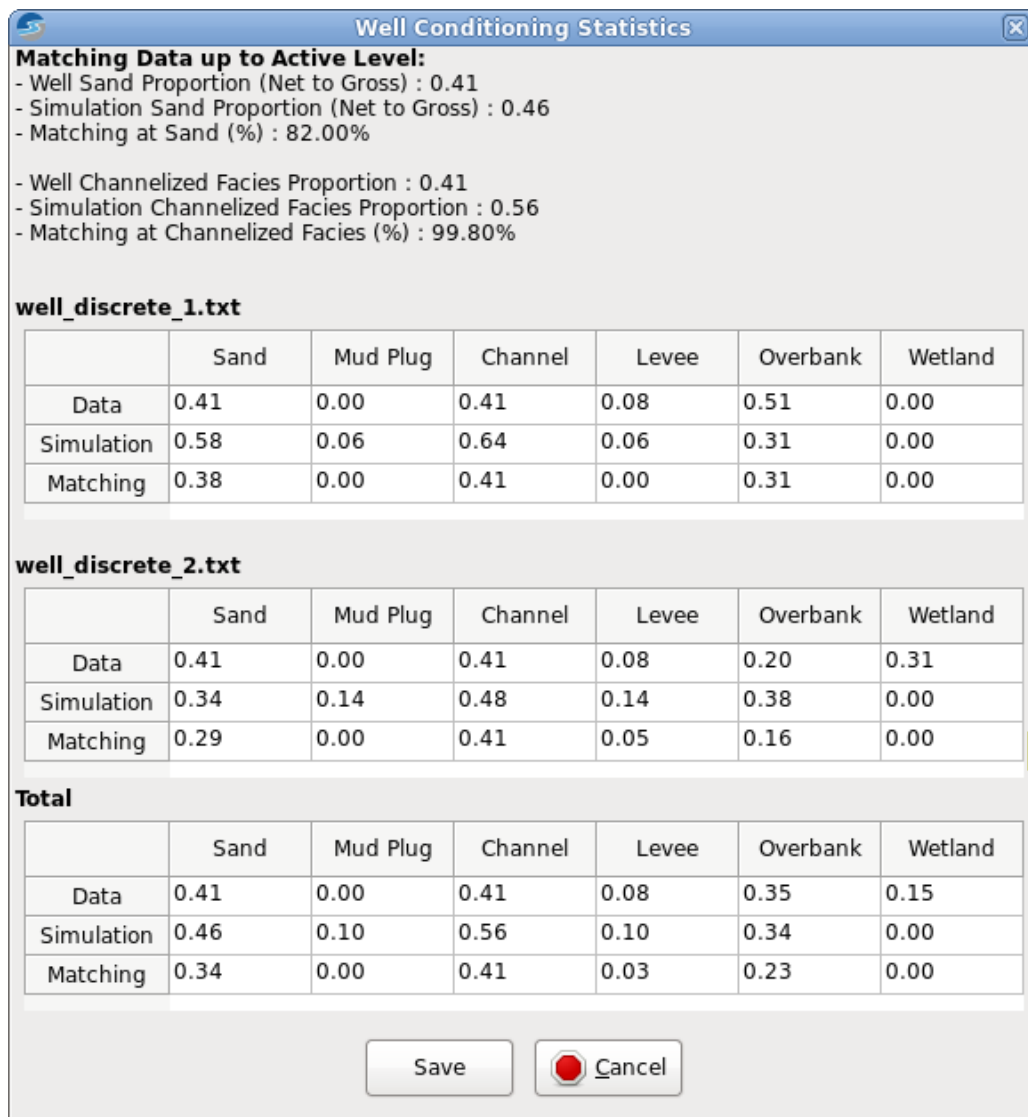 Well Conditioning Statistics
Matching Data up to Active Level:
- Well Sand Proportion (Net to Gross) : 0.41
- Simulation Sand Proportion (Net to Gross) : 0.46
- Matching at Sand (%) : 82.00%
- Well Channelized Facies Proportion : 0.41
- Simulation Channelized Facies Proportion : 0.56
- Matching at Channelized Facies (%) : 99.80%
well_discrete_1.txt
Sand Mud Plug Channel Levee Overbank Wetland
Data 0.41 0.00 0.41 0.08 0.51 0.00
Simulation 0.58 0.06 0.64 0.06 0.31 0.00
Matching 0.38 0.00 0.41 0.00 0.31 0.00
well_discrete_2.txt
Sand Mud Plug Channel Levee Overbank Wetland
Data 0.41 0.00 0.41 0.08 0.20 0.31
Simulation 0.34 0.14 0.48 0.14 0.38 0.00
Matching 0.29 0.00 0.41 0.05 0.16 0.00
Total
Sand Mud Plug Channel Levee Overbank Wetland
Data 0.41 0.00 0.41 0.08 0.35 0.15
Simulation 0.46 0.10 0.56 0.10 0.34 0.00
Matching 0.34 0.00 0.41 0.03 0.23 0.00
Save Cancel